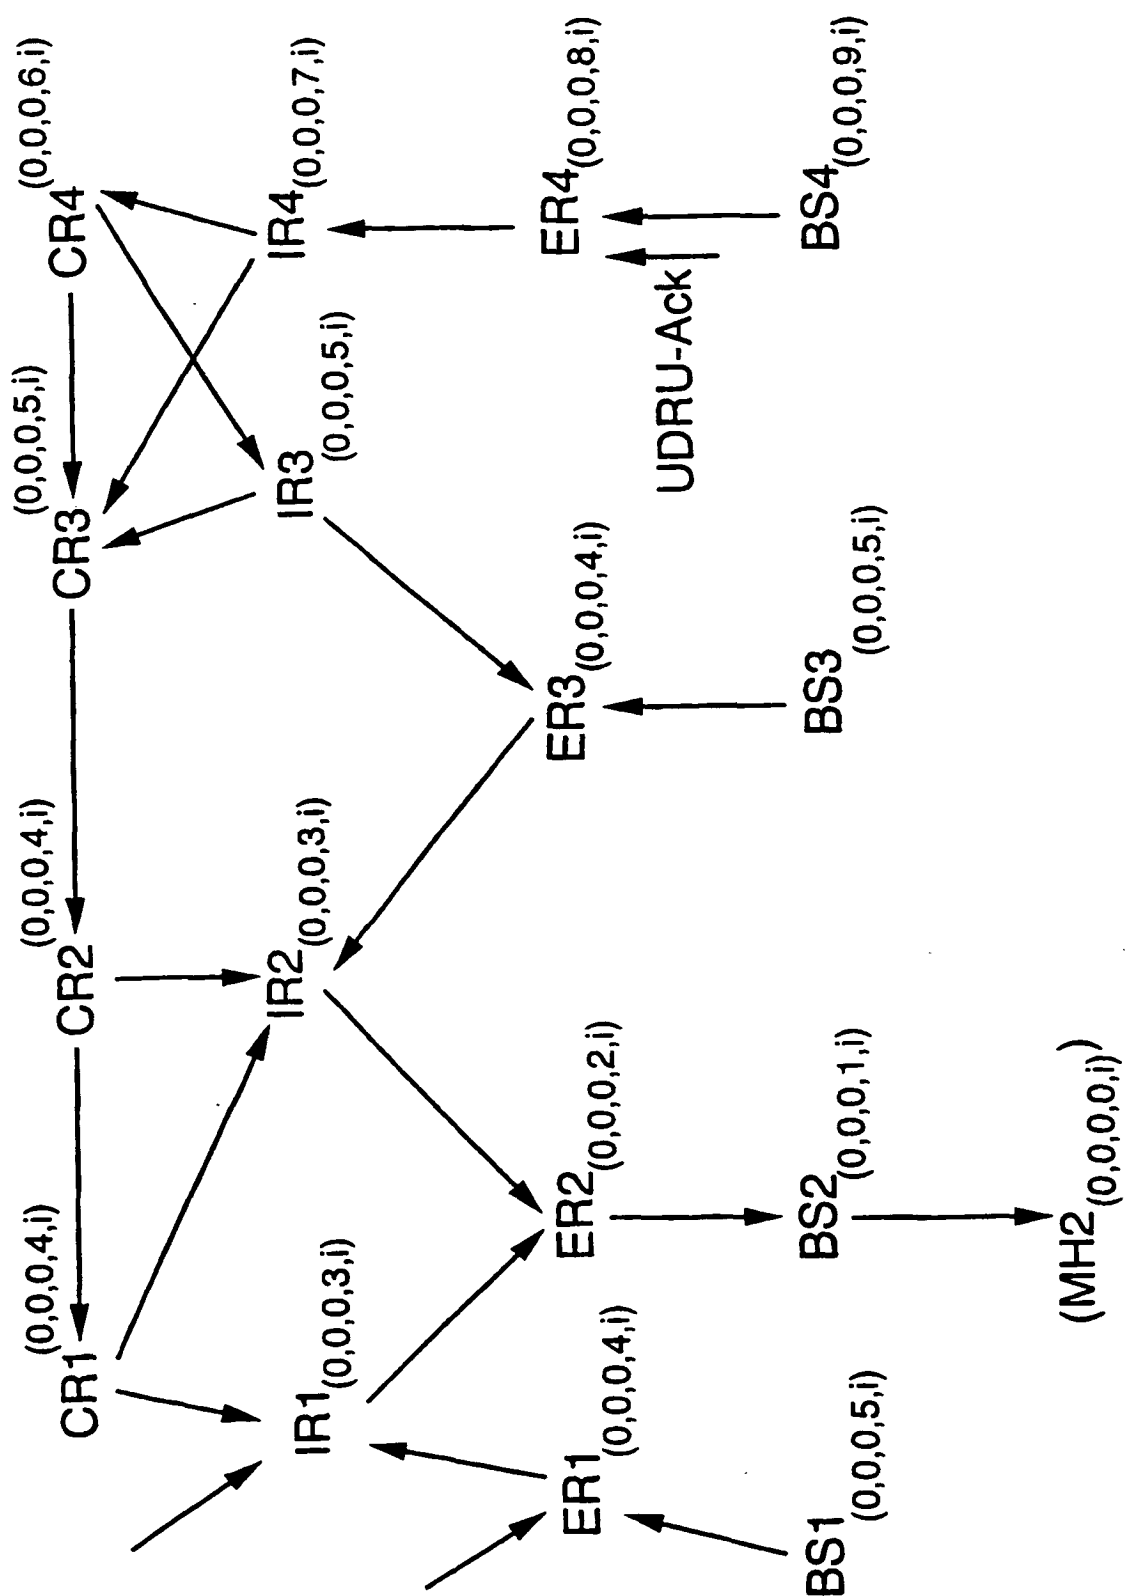 CR1 (0,0,0,4,i)
CR2 (0,0,0,4,i)
CR3 (0,0,0,5,i)
CR4 (0,0,0,6,i)
IR1 (0,0,0,3,i)
IR2 (0,0,0,3,i)
IR3 (0,0,0,5,i)
IR4 (0,0,0,7,i)
ER1 (0,0,0,4,i)
ER2 (0,0,0,2,i)
ER3 (0,0,0,4,i)
ER4 (0,0,0,8,i)
UDRU-Ack
BS1 (0,0,0,5,i)
BS2 (0,0,0,1,i)
BS3 (0,0,0,5,i)
BS4 (0,0,0,9,i)
(MH2 (0,0,0,0,i))